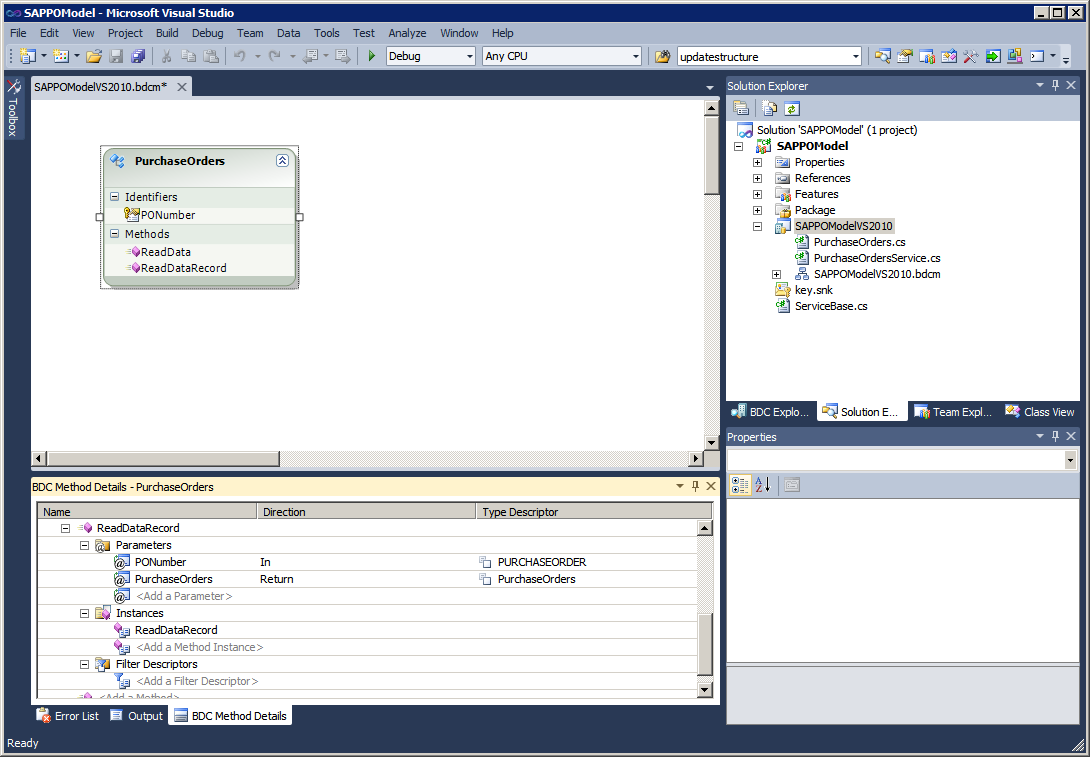 SAPPOModel - Microsoft Visual Studio
File Edit View Project Build Debug Team Data Tools Test Analyze Window Help
Debug Any CPU updatestructure
Toolbox
SAPPOModelVS2010.bdcm*
PurchaseOrders
Identifiers
PONumber
Methods
ReadData
ReadDataRecord
Solution Explorer
Solution 'SAPPOModel' (1 project)
SAPPOModel
Properties
References
Features
Package
SAPPOModelVS2010
PurchaseOrders.cs
PurchaseOrdersService.cs
SAPPOModelVS2010.bdcm
key.snk
ServiceBase.cs
BDC Explo... Solution E... Team Expl... Class View
Properties
BDC Method Details - PurchaseOrders
Name Direction Type Descriptor
ReadDataRecord
Parameters
PONumber In PURCHASEORDER
PurchaseOrders Return PurchaseOrders
<Add a Parameter>
Instances
ReadDataRecord
<Add a Method Instance>
Filter Descriptors
<Add a Filter Descriptor>
<Add a Method>
Error List Output BDC Method Details
Ready